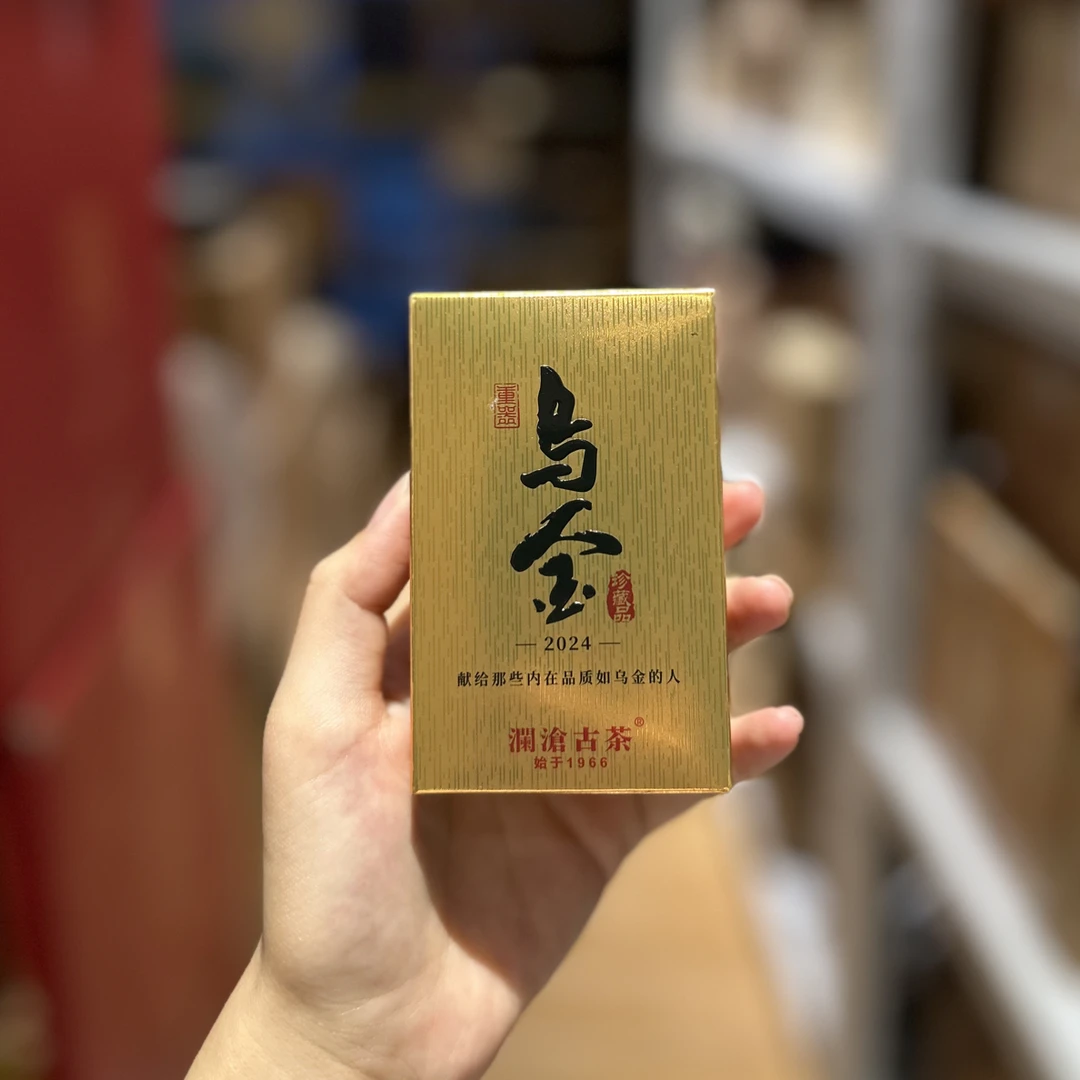 重器
乌金
珍藏品
— 2024 —
献给那些内在品质如乌金的人
澜沧古茶®
始于1966